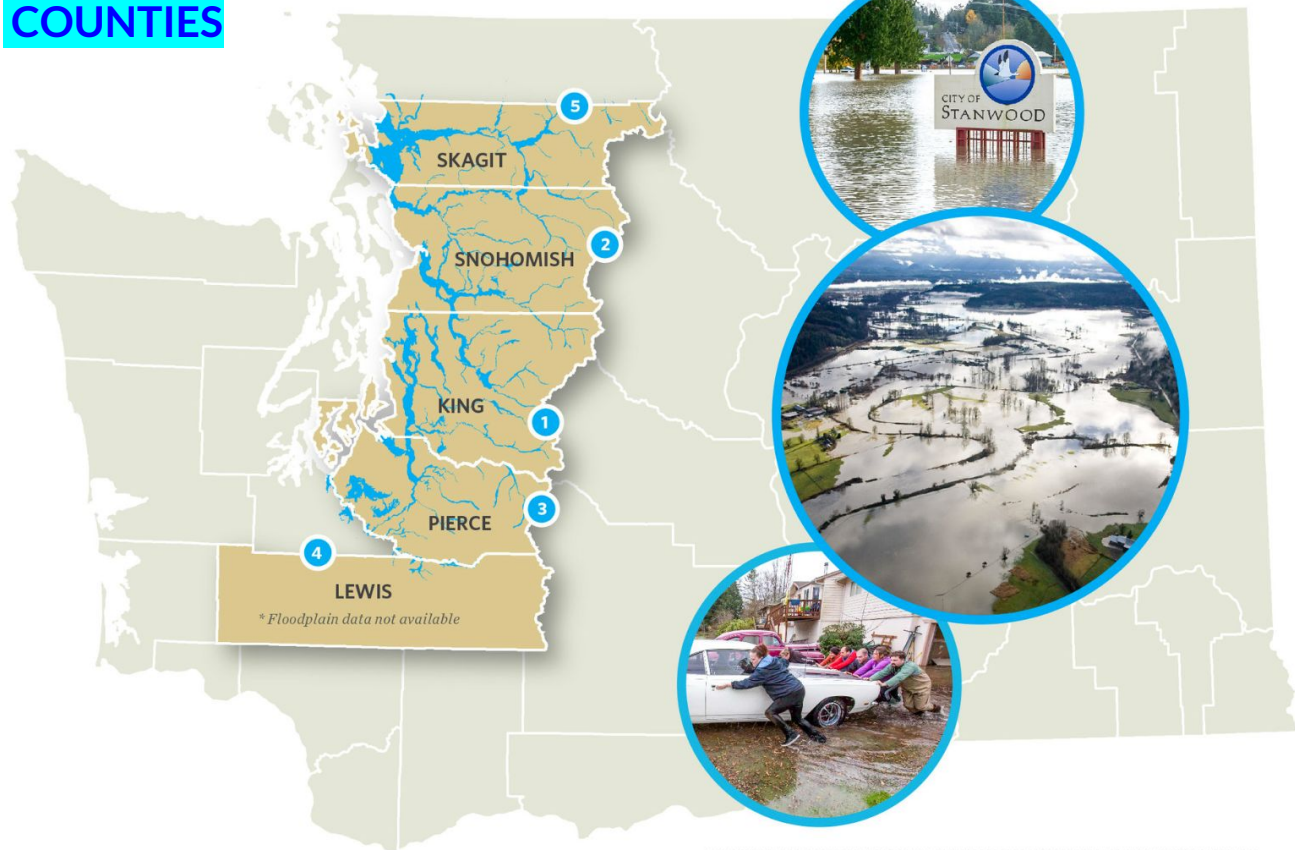 COUNTIES
CITY OF
STANWOOD
5
SKAGIT
2
SNOHOMISH
KING
1
3
PIERCE
4
LEWIS
* Floodplain data not available